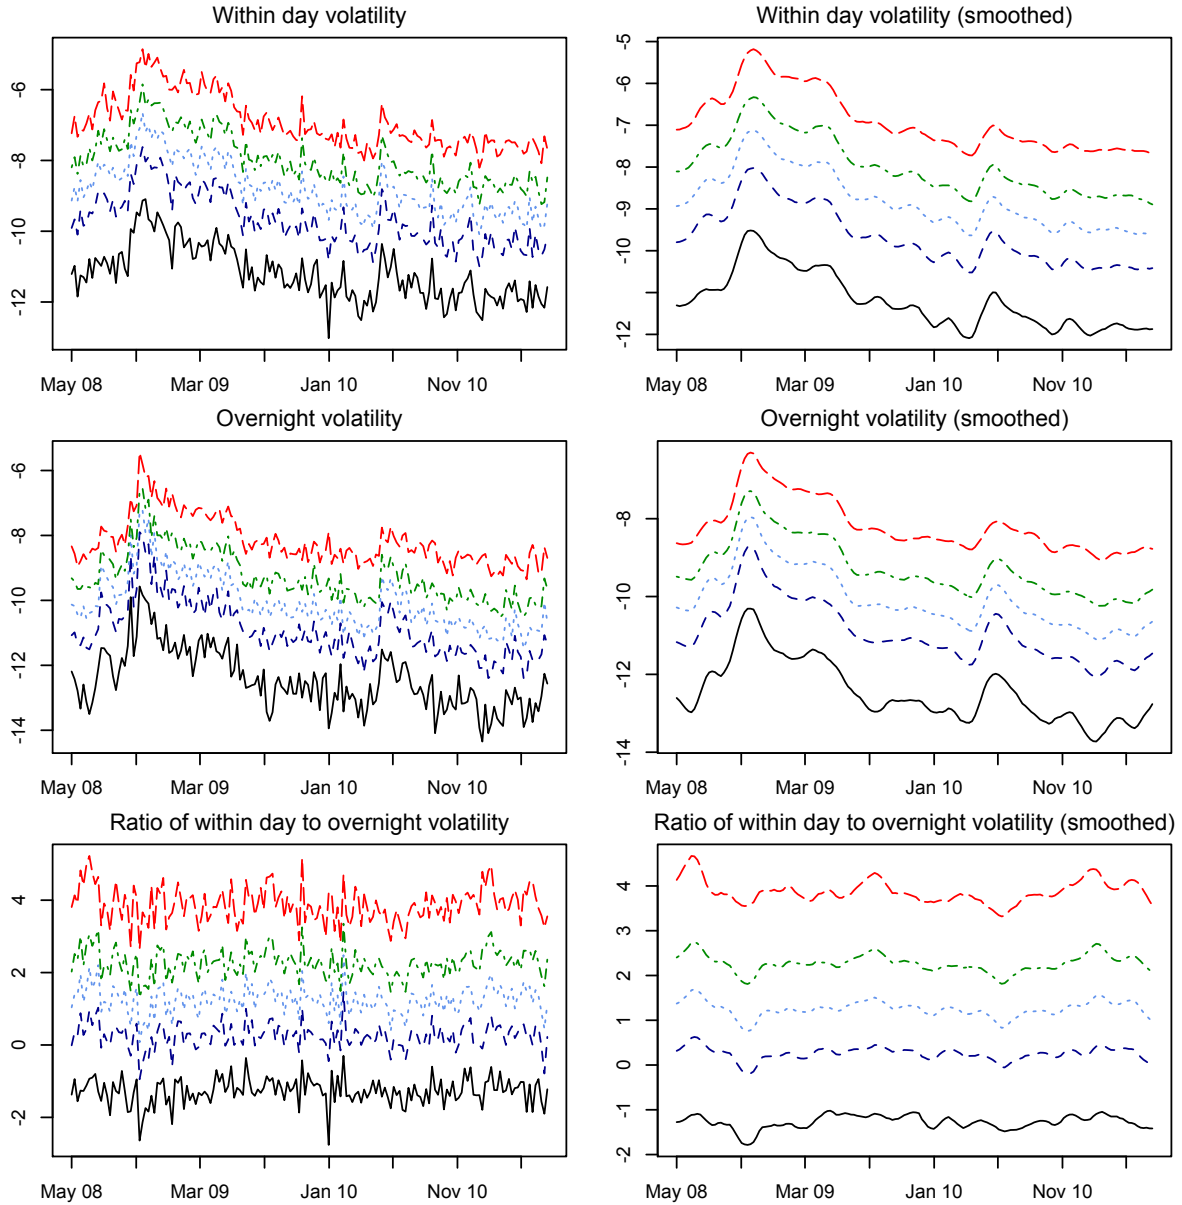 Within day volatility
-6
-8
-10
-12
May 08 Mar 09 Jan 10 Nov 10
Within day volatility (smoothed)
-5
-6
-7
-8
-9
-10
-12
May 08 Mar 09 Jan 10 Nov 10
Overnight volatility
-6
-8
-10
-12
-14
May 08 Mar 09 Jan 10 Nov 10
Overnight volatility (smoothed)
-8
-10
-12
-14
May 08 Mar 09 Jan 10 Nov 10
Ratio of within day to overnight volatility
4
2
0
-2
May 08 Mar 09 Jan 10 Nov 10
Ratio of within day to overnight volatility (smoothed)
4
3
2
1
0
-1
-2
May 08 Mar 09 Jan 10 Nov 10